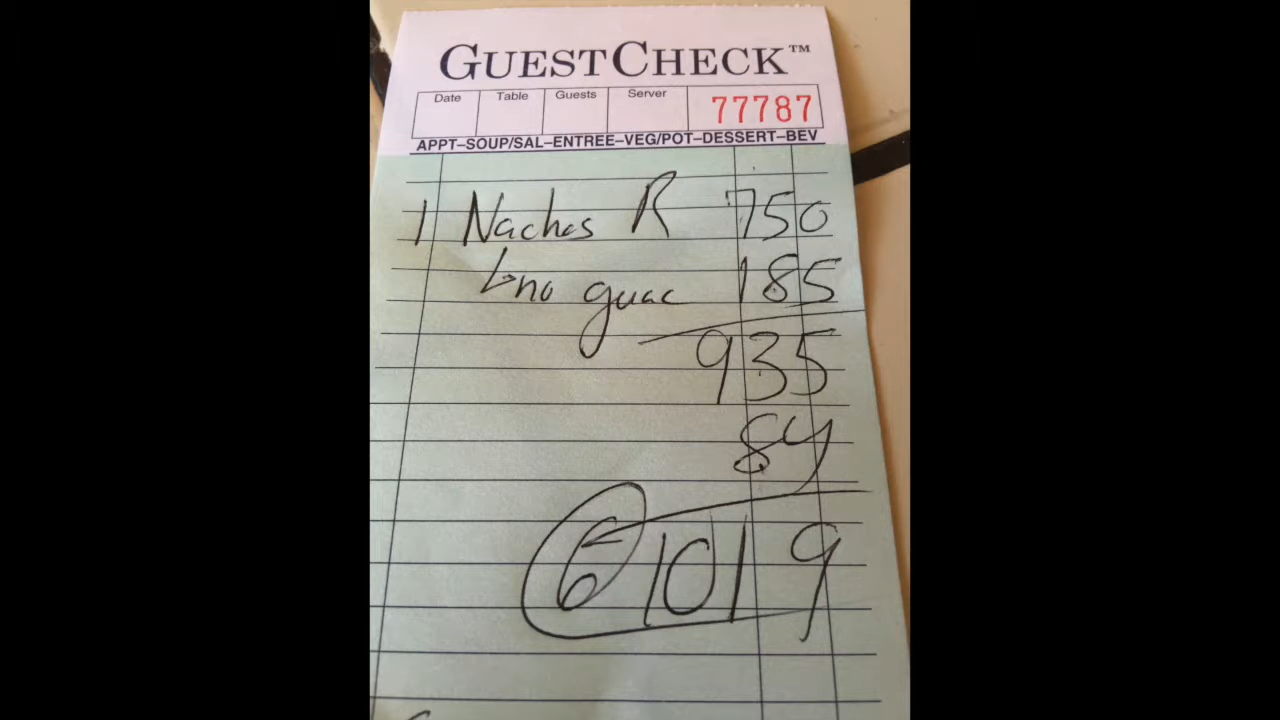 GUESTCHECK™
Date Table Guests Server 77787
APPT–SOUP/SAL–ENTREE–VEG/POT–DESSERT–BEV
1 Nachos R 750
no guac 185
935
84
6 1019